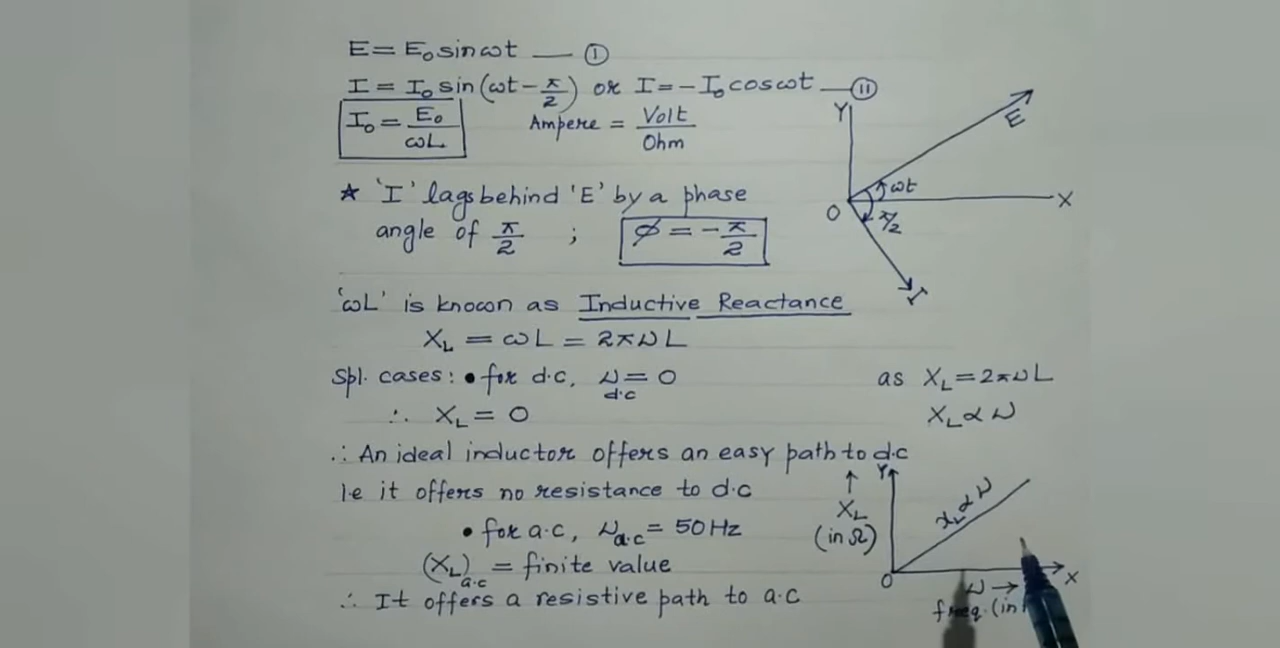 E = E₀ sin ωt — Ⓘ
I = I₀ sin (ωt - π/2) or I = - I₀ cos ωt — Ⓘ Ⓘ
I₀ = E₀/ωL Ampere = Volt/Ohm
★ 'I' lags behind 'E' by a phase
angle of π/2 ; φ = - π/2
Y
E
ωt
O
X
π/2
I
'ωL' is known as Inductive Reactance
X_L = ωL = 2πνL
Spl. cases: • for d.c, ν_d.c = 0
∴ X_L = 0
∴ An ideal inductor offers an easy path to d.c
Ie it offers no resistance to d.c
• for a.c, ν_a.c = 50 Hz
(X_L)_a.c = finite value
∴ It offers a resistive path to a.c
as X_L = 2πνL
X_L ∝ ν
Y
↑
X_L
(in Ω)
X_L ∝ ν
O
X
ν →
freq. (in